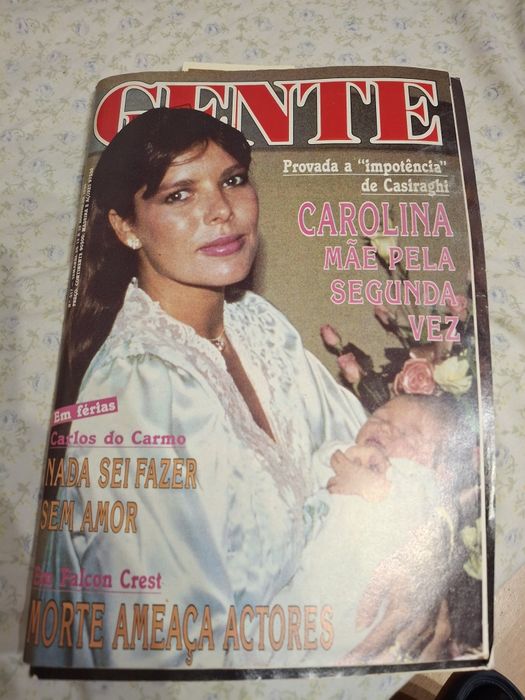 GENTE
Provada a "impotência"
de Casiraghi
CAROLINA
MÃE PELA
SEGUNDA
VEZ
Em férias
Carlos do Carmo
NADA SEI FAZER
SEM AMOR
Em Falcon Crest
MORTE AMEAÇA ACTORES